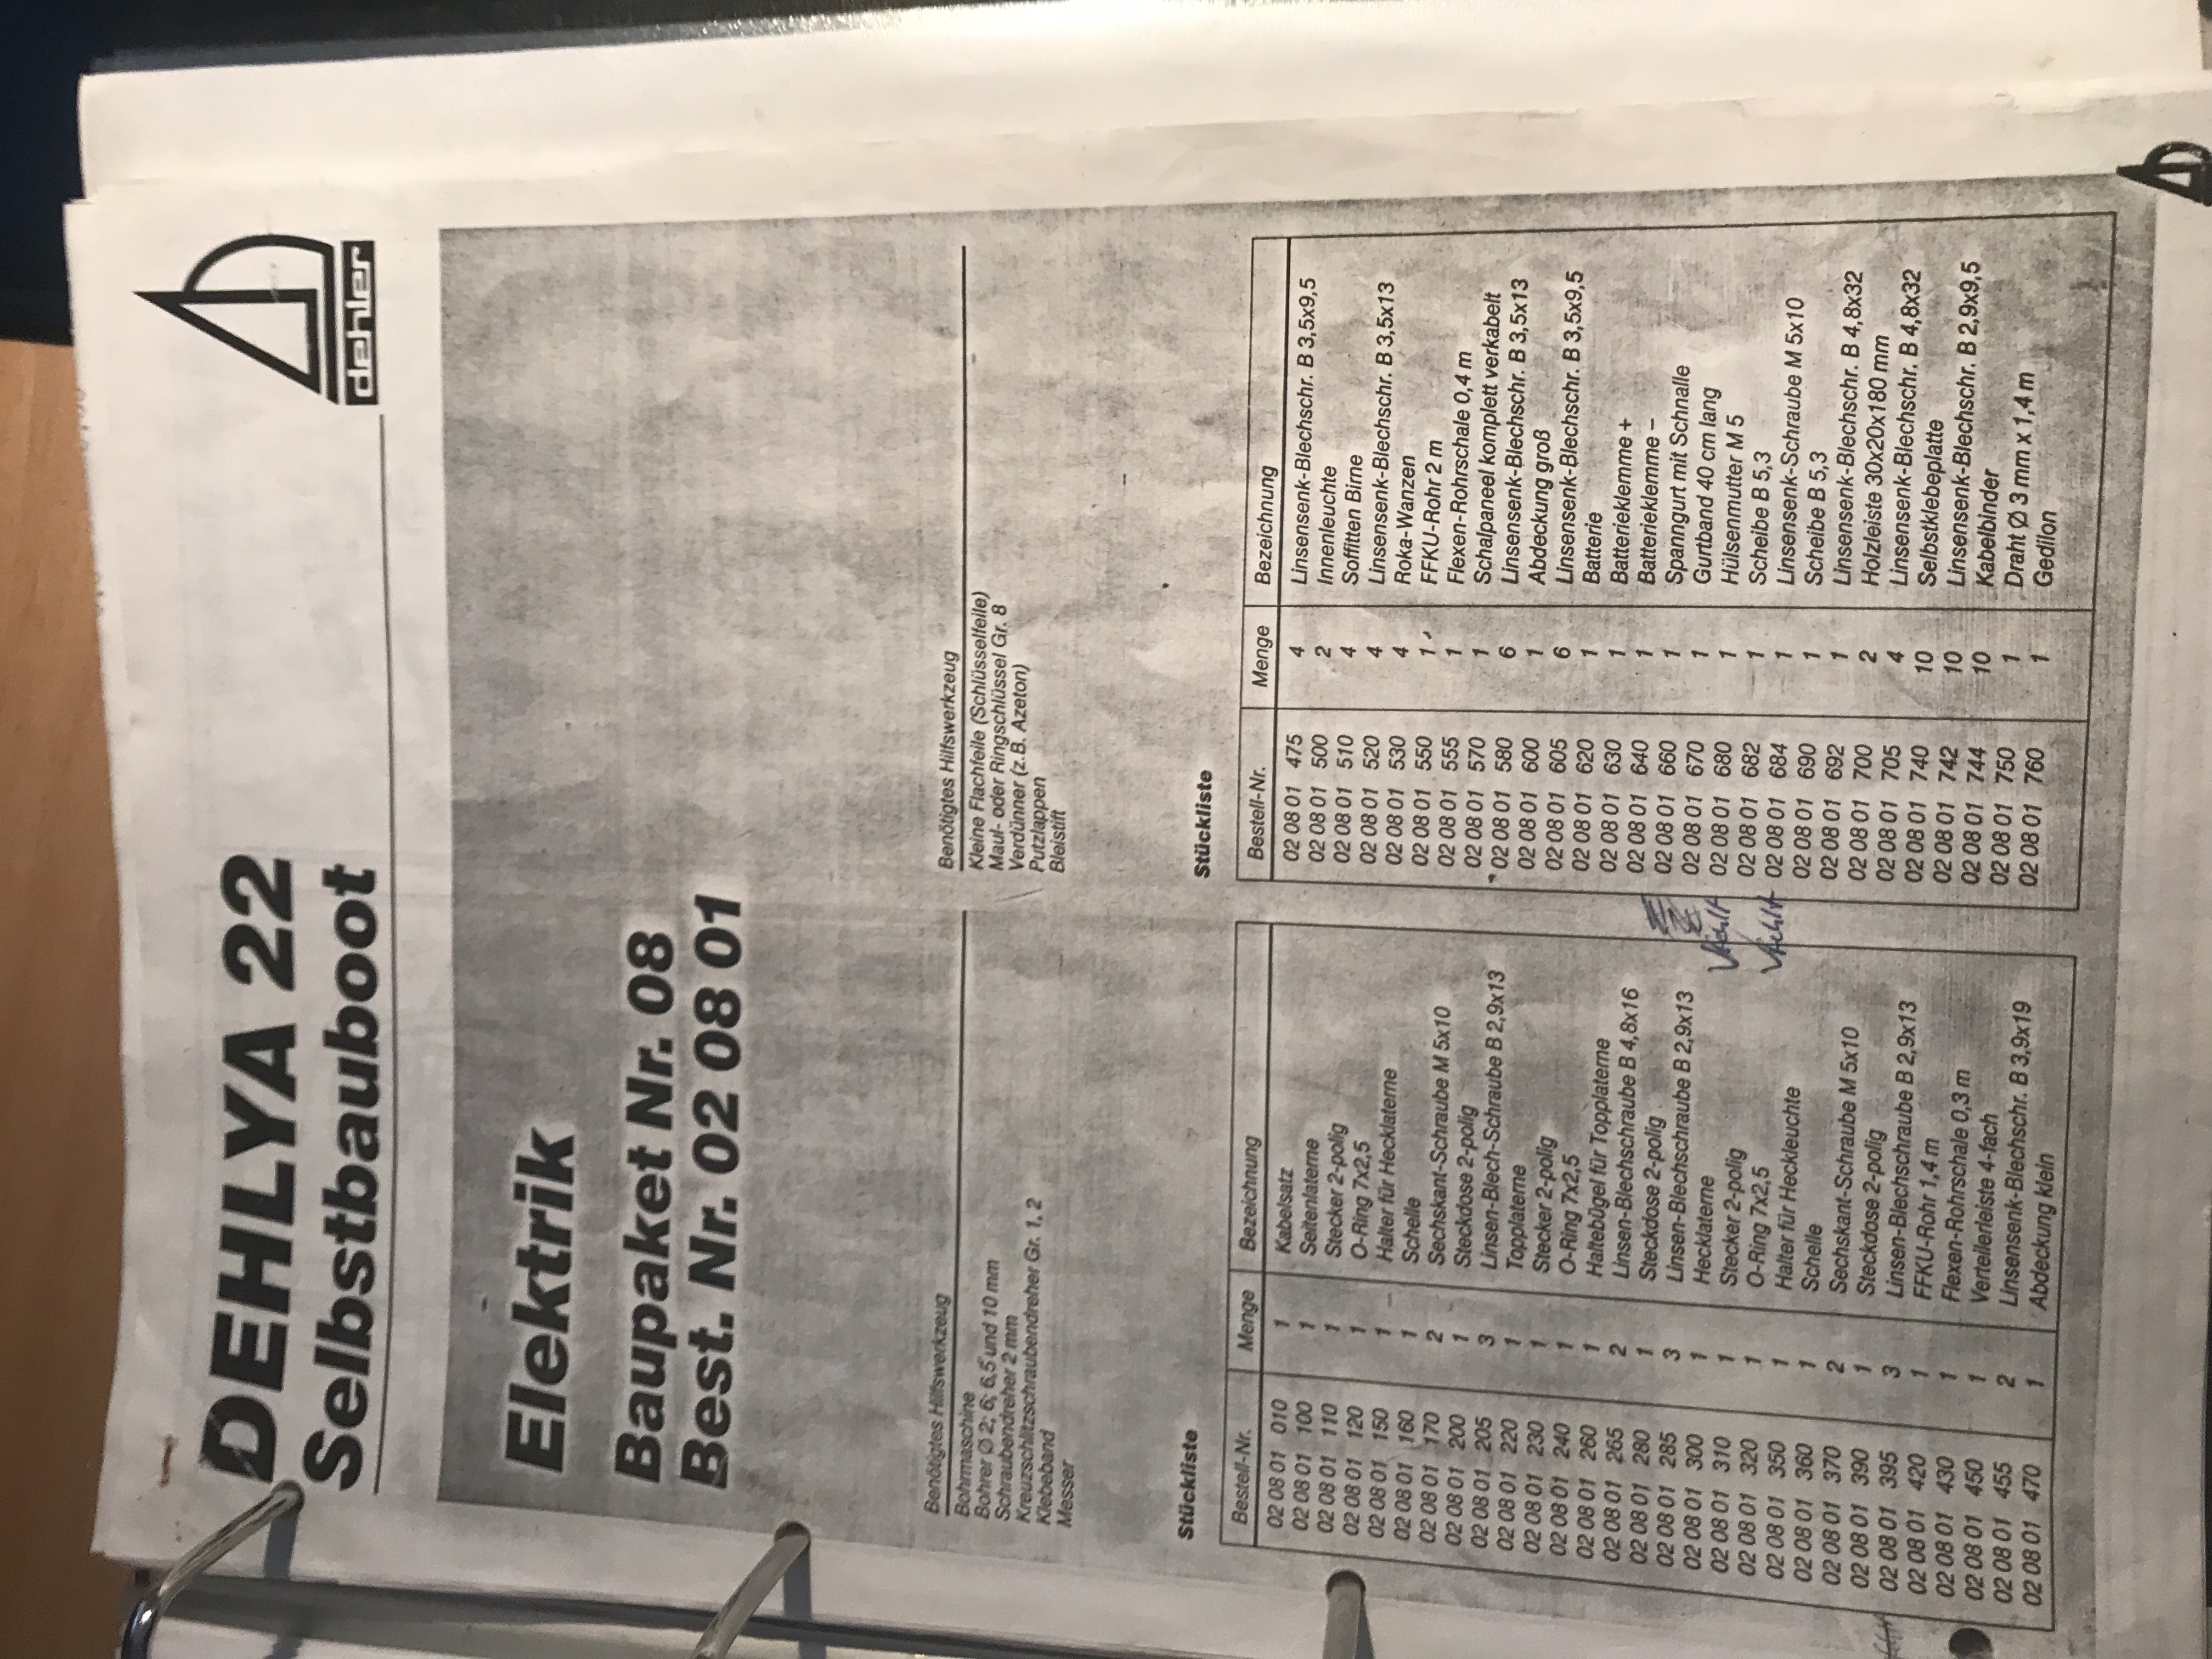 DEHLYA 22
Selbstbauboot
dehler
Elektrik
Baupaket Nr. 08
Best. Nr. 02 08 01
Benötigtes Hilfswerkzeug
Bohrmaschine
Bohrer Ø 2; 6; 6,5 und 10 mm
Schraubendreher 2 mm
Kreuzschlitzschraubendreher Gr. 1, 2
Klebeband
Messer
Benötigtes Hilfswerkzeug
Kleine Flachfeile (Schlüsselfeile)
Maul- oder Ringschlüssel Gr. 8
Verdünner (z.B. Azeton)
Putzlappen
Bleistift
Stückliste
Bestell-Nr. Menge Bezeichnung
02 08 01 010 1 Kabelsatz
02 08 01 100 1 Seitenlaterne
02 08 01 110 1 Stecker 2-polig
02 08 01 120 1 O-Ring 7x2,5
02 08 01 150 1 Halter für Hecklaterne
02 08 01 160 1 Schelle
02 08 01 170 2 Sechskant-Schraube M 5x10
02 08 01 200 1 Steckdose 2-polig
02 08 01 205 3 Linsen-Blech-Schraube B 2,9x13
02 08 01 220 1 Topplaterne
02 08 01 230 1 Stecker 2-polig
02 08 01 240 1 O-Ring 7x2,5
02 08 01 260 1 Haltebügel für Topplaterne
02 08 01 265 2 Linsen-Blechschraube B 4,8x16
02 08 01 280 1 Steckdose 2-polig
02 08 01 285 3 Linsen-Blechschraube B 2,9x13
02 08 01 300 1 Hecklaterne
02 08 01 310 1 Stecker 2-polig
02 08 01 320 1 O-Ring 7x2,5
02 08 01 350 1 Halter für Heckleuchte
02 08 01 360 1 Schelle
02 08 01 370 2 Sechskant-Schraube M 5x10
02 08 01 390 1 Steckdose 2-polig
02 08 01 395 3 Linsen-Blechschraube B 2,9x13
02 08 01 420 1 FFKU-Rohr 1,4 m
02 08 01 430 1 Flexen-Rohrschale 0,3 m
02 08 01 450 1 Verteilerleiste 4-fach
02 08 01 455 2 Linsensenk-Blechschr. B 3,9x19
02 08 01 470 1 Abdeckung klein
Stückliste
Bestell-Nr. Menge Bezeichnung
02 08 01 475 4 Linsensenk-Blechschr. B 3,5x9,5
02 08 01 500 2 Innenleuchte
02 08 01 510 4 Soffitten Birne
02 08 01 520 4 Linsensenk-Blechschr. B 3,5x13
02 08 01 530 4 Roka-Wanzen
02 08 01 550 1 FFKU-Rohr 2 m
02 08 01 555 1 Flexen-Rohrschale 0,4 m
02 08 01 570 1 Schalpaneel komplett verkabelt
02 08 01 580 6 Linsensenk-Blechschr. B 3,5x13
02 08 01 600 1 Abdeckung groß
02 08 01 605 6 Linsensenk-Blechschr. B 3,5x9,5
02 08 01 620 1 Batterie
02 08 01 630 1 Batterieklemme +
02 08 01 640 1 Batterieklemme –
02 08 01 660 1 Spanngurt mit Schnalle
02 08 01 670 1 Gurtband 40 cm lang
02 08 01 680 1 Hülsenmutter M 5
02 08 01 682 1 Scheibe B 5,3
02 08 01 684 1 Linsensenk-Schraube M 5x10
02 08 01 690 1 Scheibe B 5,3
02 08 01 692 1 Linsensenk-Blechschr. B 4,8x32
02 08 01 700 2 Holzleiste 30x20x180 mm
02 08 01 705 4 Linsensenk-Blechschr. B 4,8x32
02 08 01 740 10 Selbstklebeplatte
02 08 01 742 10 Linsensenk-Blechschr. B 2,9x9,5
02 08 01 744 10 Kabelbinder
02 08 01 750 1 Draht Ø 3 mm x 1,4 m
02 08 01 760 1 Gedilon